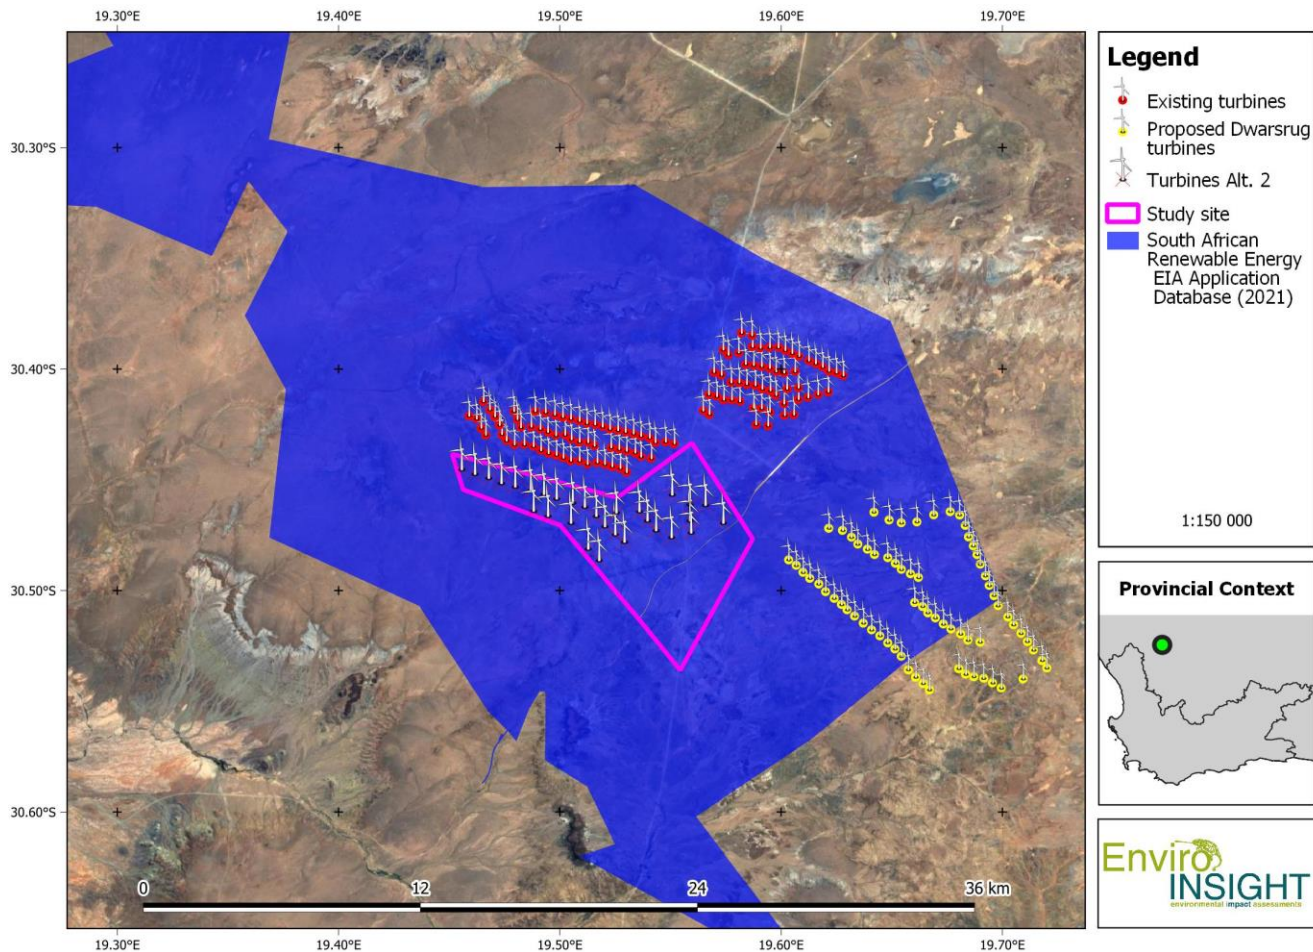 19.30°E 19.40°E 19.50°E 19.60°E 19.70°E
30.30°S
30.40°S
30.50°S
30.60°S
0 12 24 36 km
19.30°E 19.40°E 19.50°E 19.60°E 19.70°E
Legend
Existing turbines
Proposed Dwarsrug
turbines
Turbines Alt. 2
Study site
South African
Renewable Energy
EIA Application
Database (2021)
1:150 000
Provincial Context
Enviro
INSIGHT
environmental impact assessments